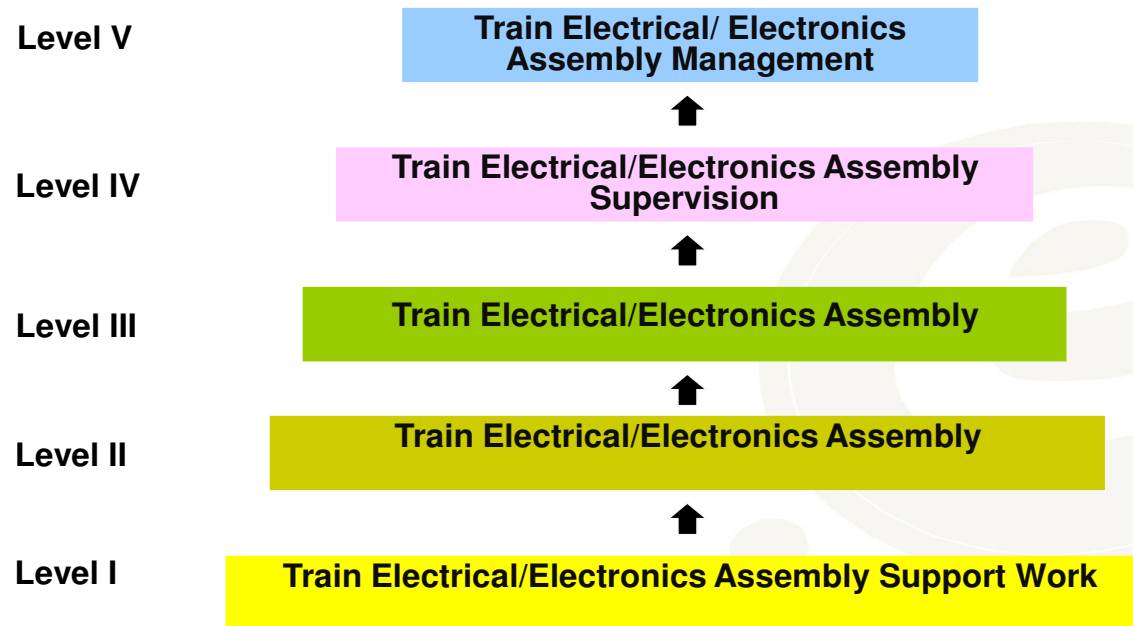 Level V
Train Electrical/ Electronics
Assembly Management
Level IV
Train Electrical/Electronics Assembly
Supervision
Level III
Train Electrical/Electronics Assembly
Level II
Train Electrical/Electronics Assembly
Level I
Train Electrical/Electronics Assembly Support Work